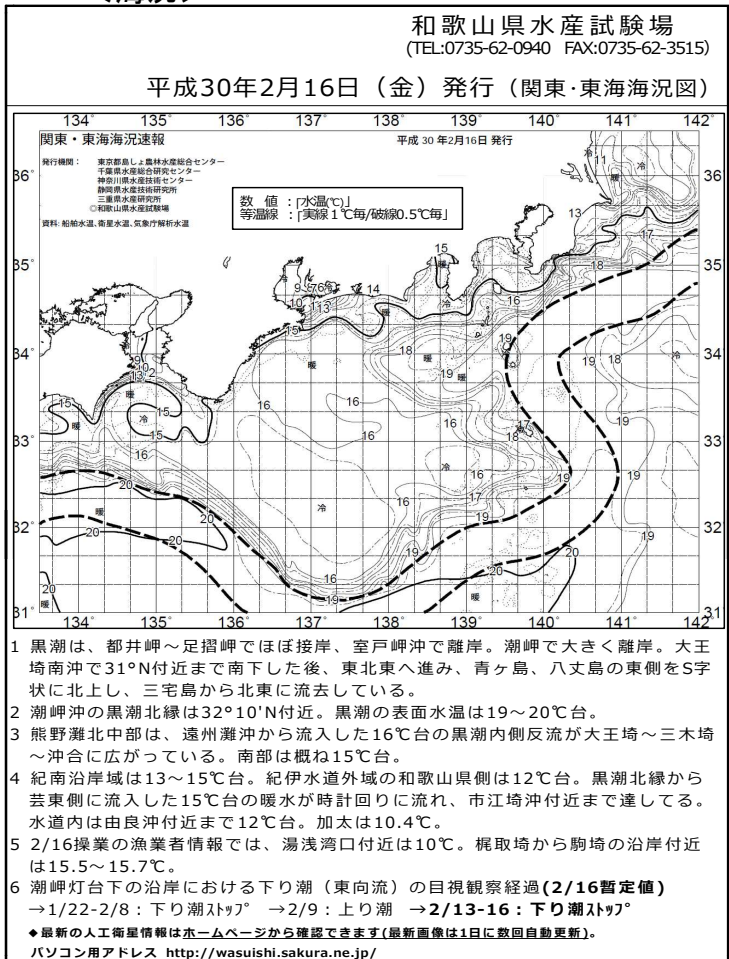 和歌山県水産試験場
(TEL:0735-62-0940 FAX:0735-62-3515)
平成30年2月16日（金）発行（関東・東海海況図）
134° 135° 136° 137° 138° 139° 140° 141° 142°
関東・東海海況速報
平成 30 年2月16日 発行
発行機関： 東京都島しょ農林水産総合センター
千葉県水産総合研究センター
神奈川県水産技術センター
静岡県水産技術研究所
三重県水産研究所
◎和歌山県水産試験場
資料: 船舶水温、衛星水温、気象庁解析水温
数 値 ：｢水温(℃)｣
等温線 ：｢実線１℃毎/破線0.5℃毎｣
36° 36
35° 35
34° 34
33° 33
32° 32
31° 31
134° 135° 136° 137° 138° 139° 140° 141° 142
1 黒潮は、都井岬～足摺岬でほぼ接岸、室戸岬沖で離岸。潮岬で大きく離岸。大王
埼南沖で31°N付近まで南下した後、東北東へ進み、青ヶ島、八丈島の東側をS字
状に北上し、三宅島から北東に流去している。
2 潮岬沖の黒潮北縁は32°10'N付近。黒潮の表面水温は19～20℃台。
3 熊野灘北中部は、遠州灘沖から流入した16℃台の黒潮内側反流が大王埼～三木埼
～沖合に広がっている。南部は概ね15℃台。
4 紀南沿岸域は13～15℃台。紀伊水道外域の和歌山県側は12℃台。黒潮北縁から
芸東側に流入した15℃台の暖水が時計回りに流れ、市江埼沖付近まで達してる。
水道内は由良沖付近まで12℃台。加太は10.4℃。
5 2/16操業の漁業者情報では、湯浅湾口付近は10℃。梶取埼から駒埼の沿岸付近
は15.5～15.7℃。
6 潮岬灯台下の沿岸における下り潮（東向流）の目視観察経過(2/16暫定値)
→1/22-2/8：下り潮ｽﾄｯﾌﾟ →2/9：上り潮 →2/13-16：下り潮ｽﾄｯﾌﾟ
◆最新の人工衛星情報はホームページから確認できます(最新画像は1日に数回自動更新)。
パソコン用アドレス http://wasuishi.sakura.ne.jp/